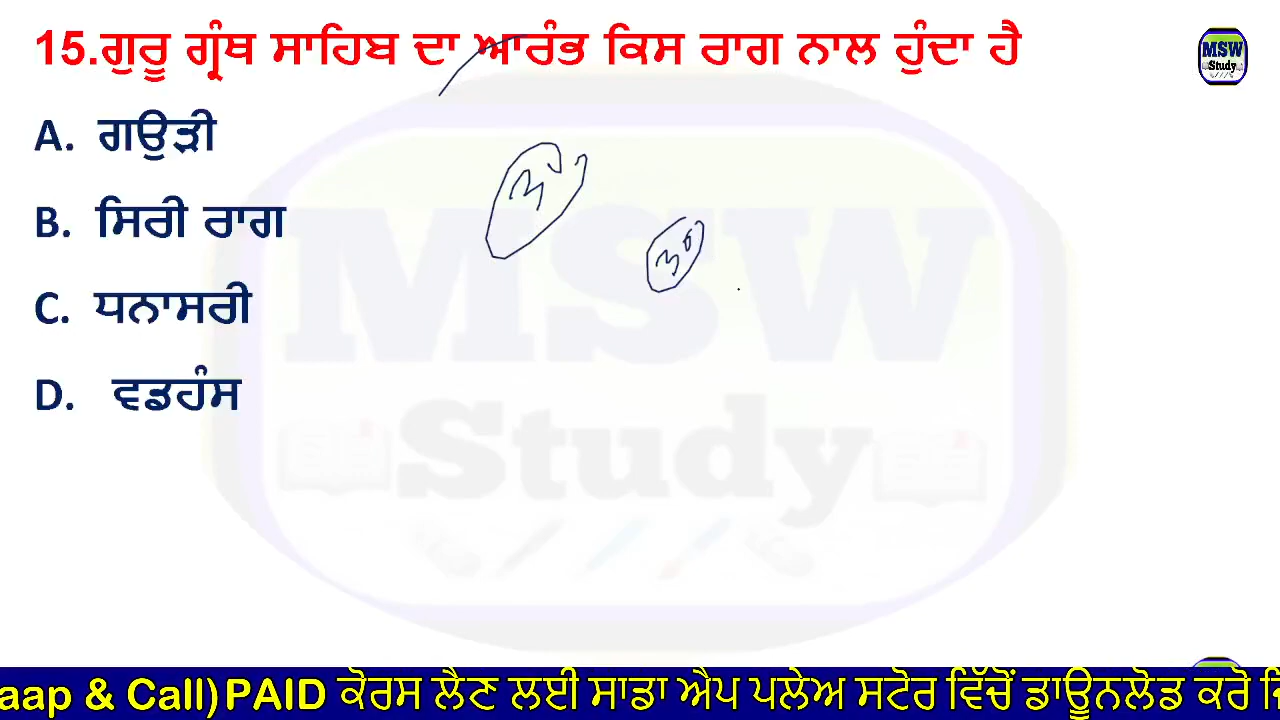 15.ਗੁਰੂ ਗ੍ਰੰਥ ਸਾਹਿਬ ਦਾ ਆਰੰਭ ਕਿਸ ਰਾਗ ਨਾਲ ਹੁੰਦਾ ਹੈ
MSW
Study
A. ਗਉੜੀ
B. ਸਿਰੀ ਰਾਗ
C. ਧਨਾਸਰੀ
D. ਵਡਹੰਸ
MSW
Study
aap & Call) PAID ਕੋਰਸ ਲੈਣ ਲਈ ਸਾਡਾ ਐਪ ਪਲੇਅ ਸਟੋਰ ਵਿੱਚੋਂ ਡਾਊਨਲੋਡ ਕਰੋ